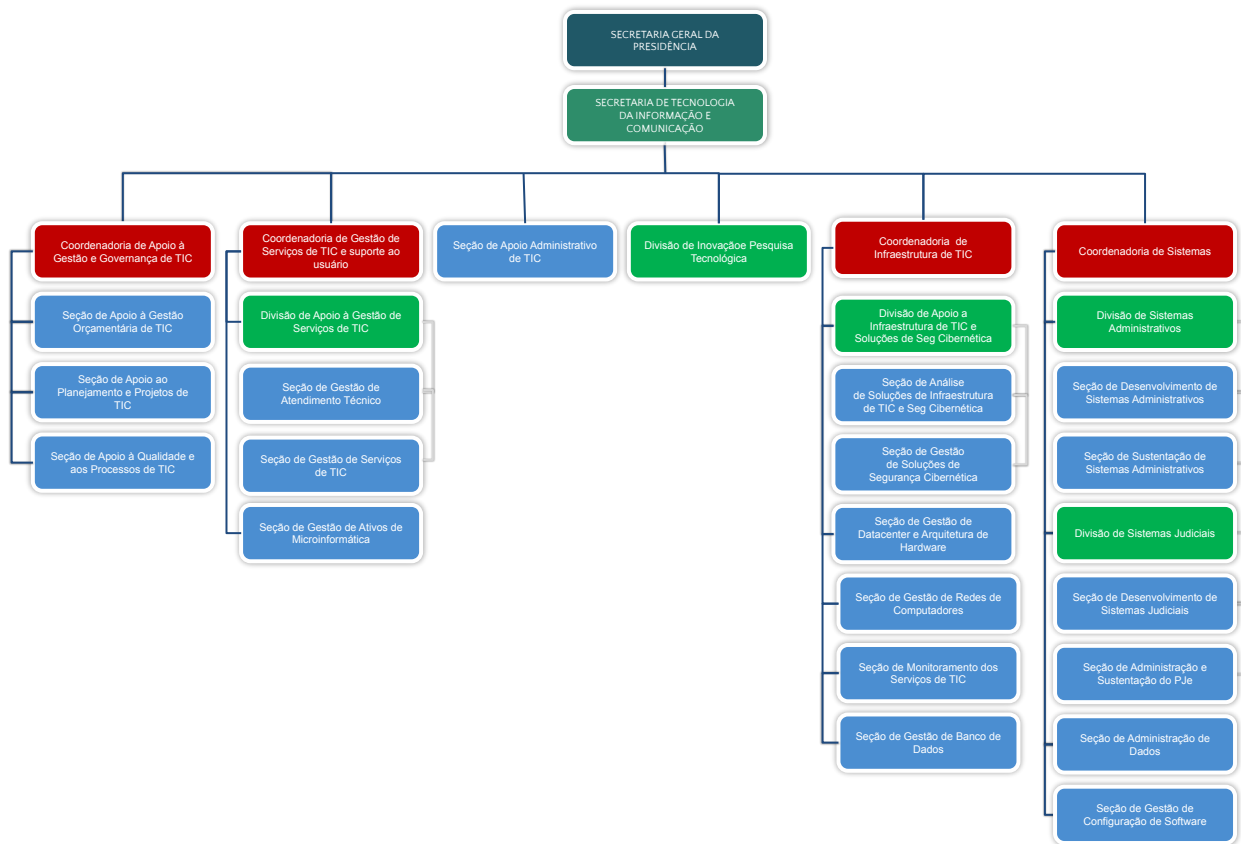 SECRETARIA GERAL DA
PRESIDÊNCIA
SECRETARIA DE TECNOLOGIA
DA INFORMAÇÃO E
COMUNICAÇÃO
Coordenadoria de Apoio à
Gestão e Governança de TIC
Seção de Apoio à Gestão
Orçamentária de TIC
Seção de Apoio ao
Planejamento e Projetos de
TIC
Seção de Apoio à Qualidade e
aos Processos de TIC
Coordenadoria de Gestão de
Serviços de TIC e suporte ao
usuário
Divisão de Apoio à Gestão de
Serviços de TIC
Seção de Gestão de
Atendimento Técnico
Seção de Gestão de Serviços
de TIC
Seção de Gestão de Ativos de
Microinformática
Seção de Apoio Administrativo
de TIC
Divisão de Inovaçãoe Pesquisa
Tecnológica
Coordenadoria de
Infraestrutura de TIC
Divisão de Apoio a
Infraestrutura de TIC e
Soluções de Seg Cibernética
Seção de Análise
de Soluções de Infraestrutura
de TIC e Seg Cibernética
Seção de Gestão
de Soluções de
Segurança Cibernética
Seção de Gestão de
Datacenter e Arquitetura de
Hardware
Seção de Gestão de Redes de
Computadores
Seção de Monitoramento dos
Serviços de TIC
Seção de Gestão de Banco de
Dados
Coordenadoria de Sistemas
Divisão de Sistemas
Administrativos
Seção de Desenvolvimento de
Sistemas Administrativos
Seção de Sustentação de
Sistemas Administrativos
Divisão de Sistemas Judiciais
Seção de Desenvolvimento de
Sistemas Judiciais
Seção de Administração e
Sustentação do PJe
Seção de Administração de
Dados
Seção de Gestão de
Configuração de Software